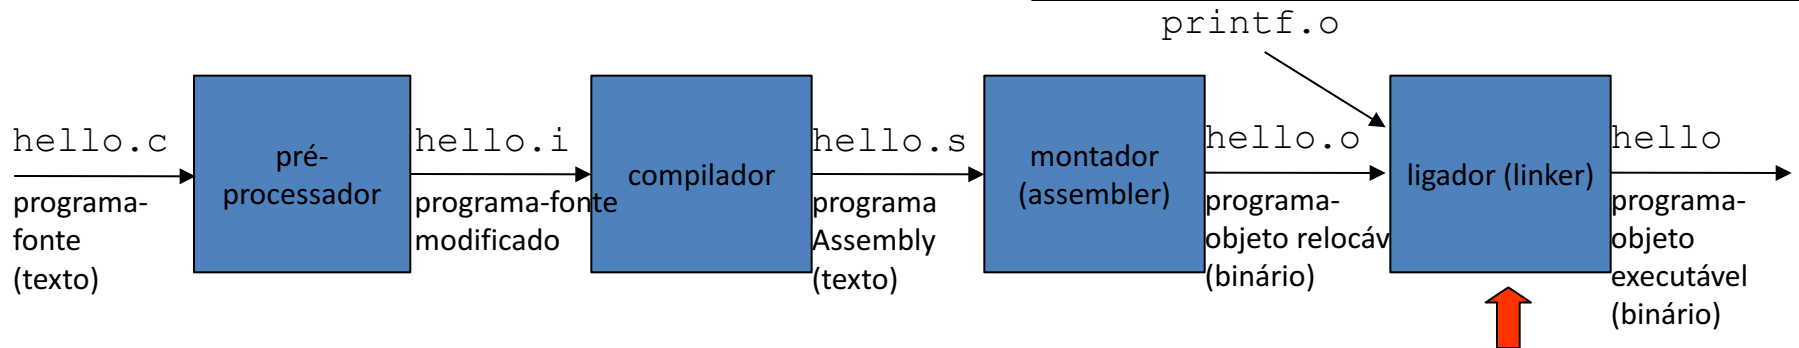 printf.o
hello.c
programa-
fonte
(texto)
pré-
processador
hello.i
programa-fonte
modificado
compilador
hello.s
programa
Assembly
(texto)
montador
(assembler)
hello.o
programa-
objeto relocáv
(binário)
ligador (linker)
hello
programa-
objeto
executável
(binário)